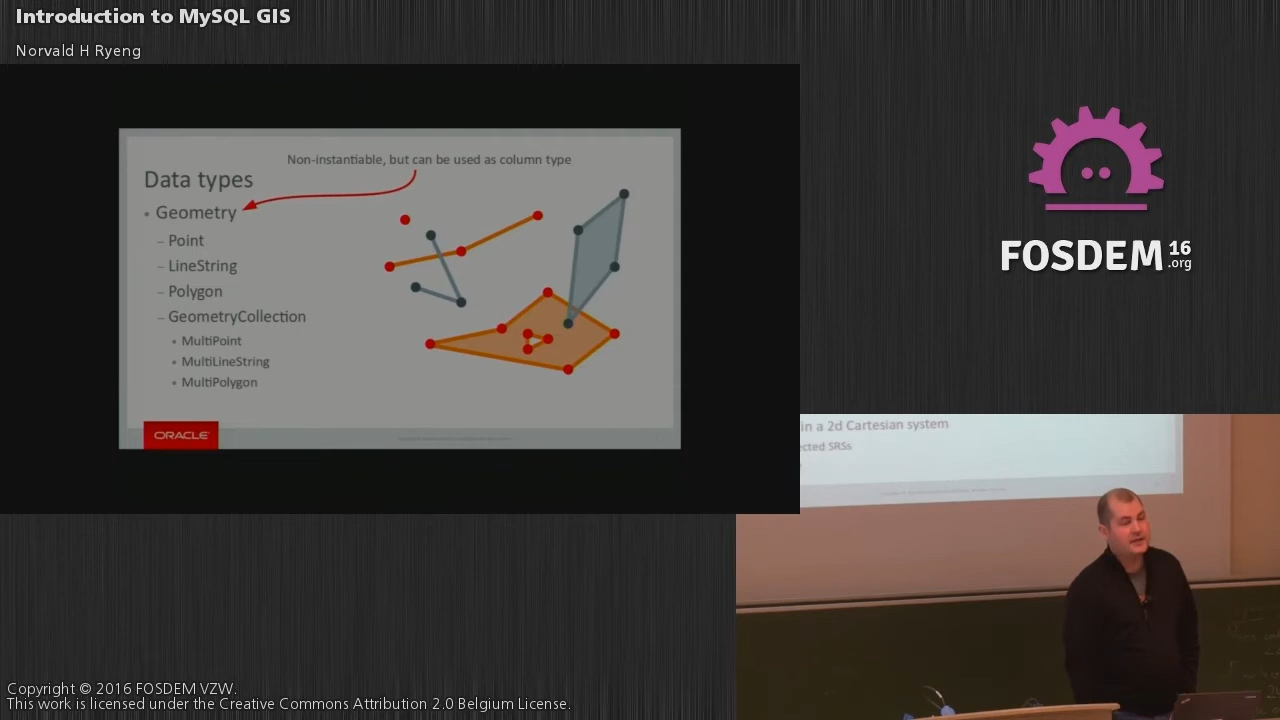 Introduction to MySQL GIS
Norvald H Ryeng
Non-instantiable, but can be used as column type
Data types
• Geometry
– Point
– LineString
– Polygon
– GeometryCollection
• MultiPoint
• MultiLineString
• MultiPolygon
ORACLE
FOSDEM 16
.org
in a 2d Cartesian system
ected SRSs
Copyright © 2016 FOSDEM VZW.
This work is licensed under the Creative Commons Attribution 2.0 Belgium License.